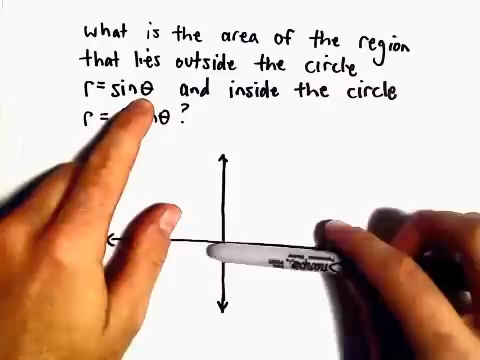 what is the area of the region
that lies outside the circle
r = sinθ and inside the circle
r = θ ?